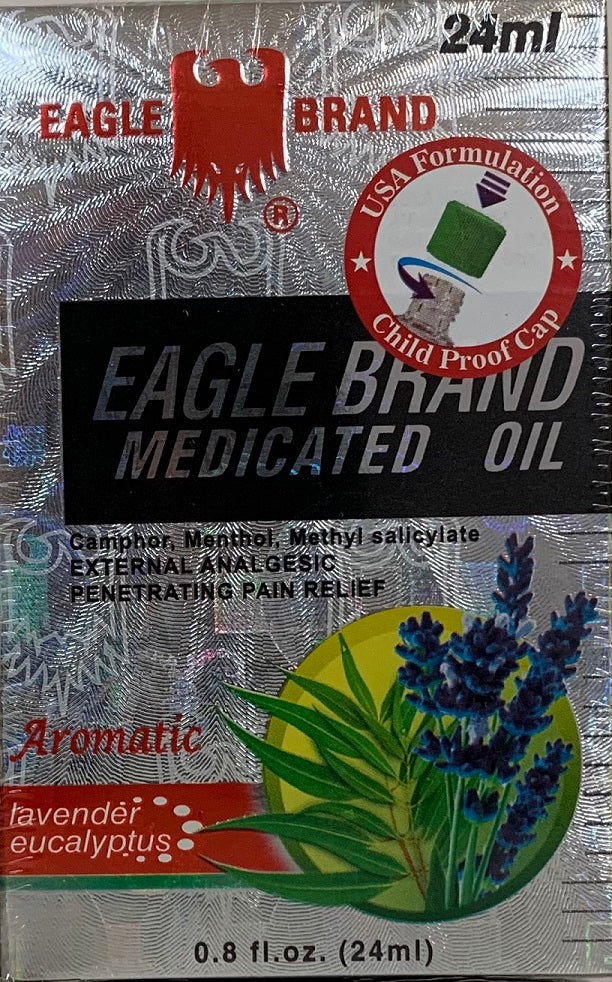 24ml
EAGLE BRAND
®
USA Formulation
Child Proof Cap
EAGLE BRAND
MEDICATED OIL
Camphor, Menthol, Methyl salicylate
EXTERNAL ANALGESIC
PENETRATING PAIN RELIEF
Aromatic
lavender
eucalyptus
0.8 fl.oz. (24ml)